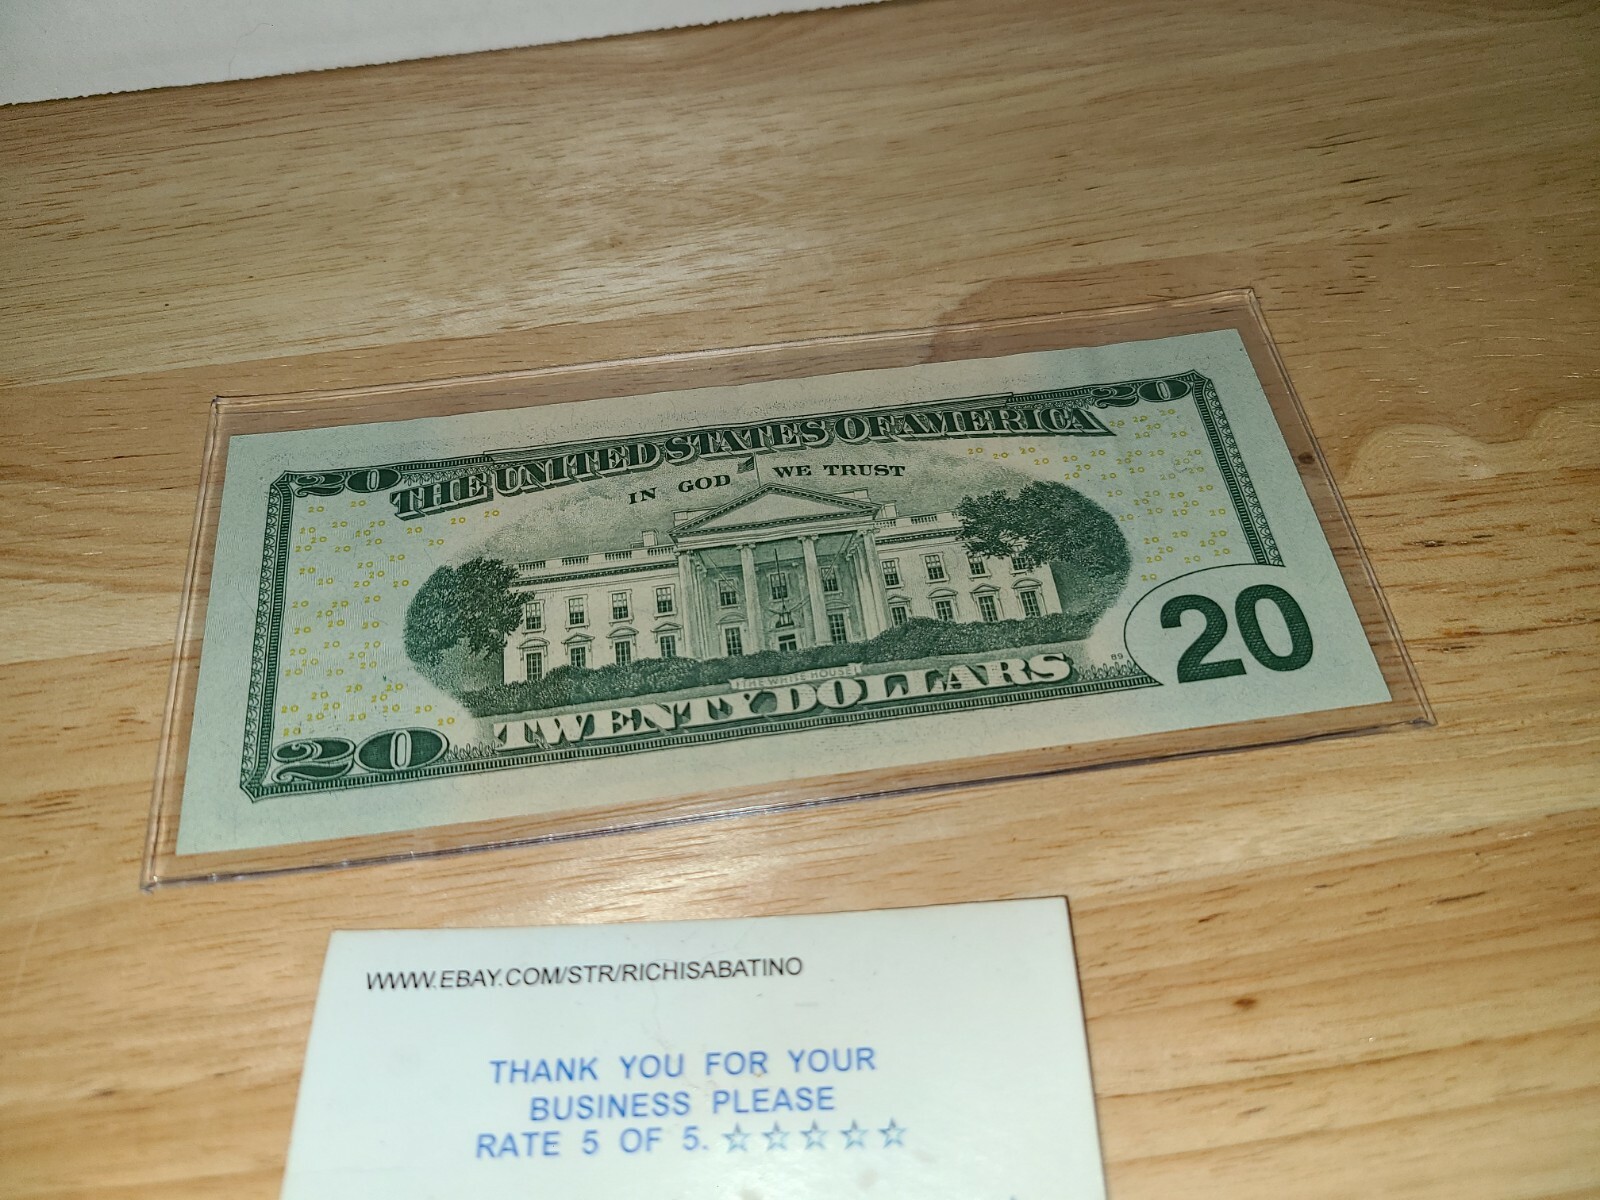 20
THE UNITED STATES OF AMERICA
20
IN GOD WE TRUST
THE WHITE HOUSE
TWENTY DOLLARS
89
20
20
WWW.EBAY.COM/STR/RICHISABATINO
THANK YOU FOR YOUR
BUSINESS PLEASE
RATE 5 OF 5. ☆☆☆☆☆